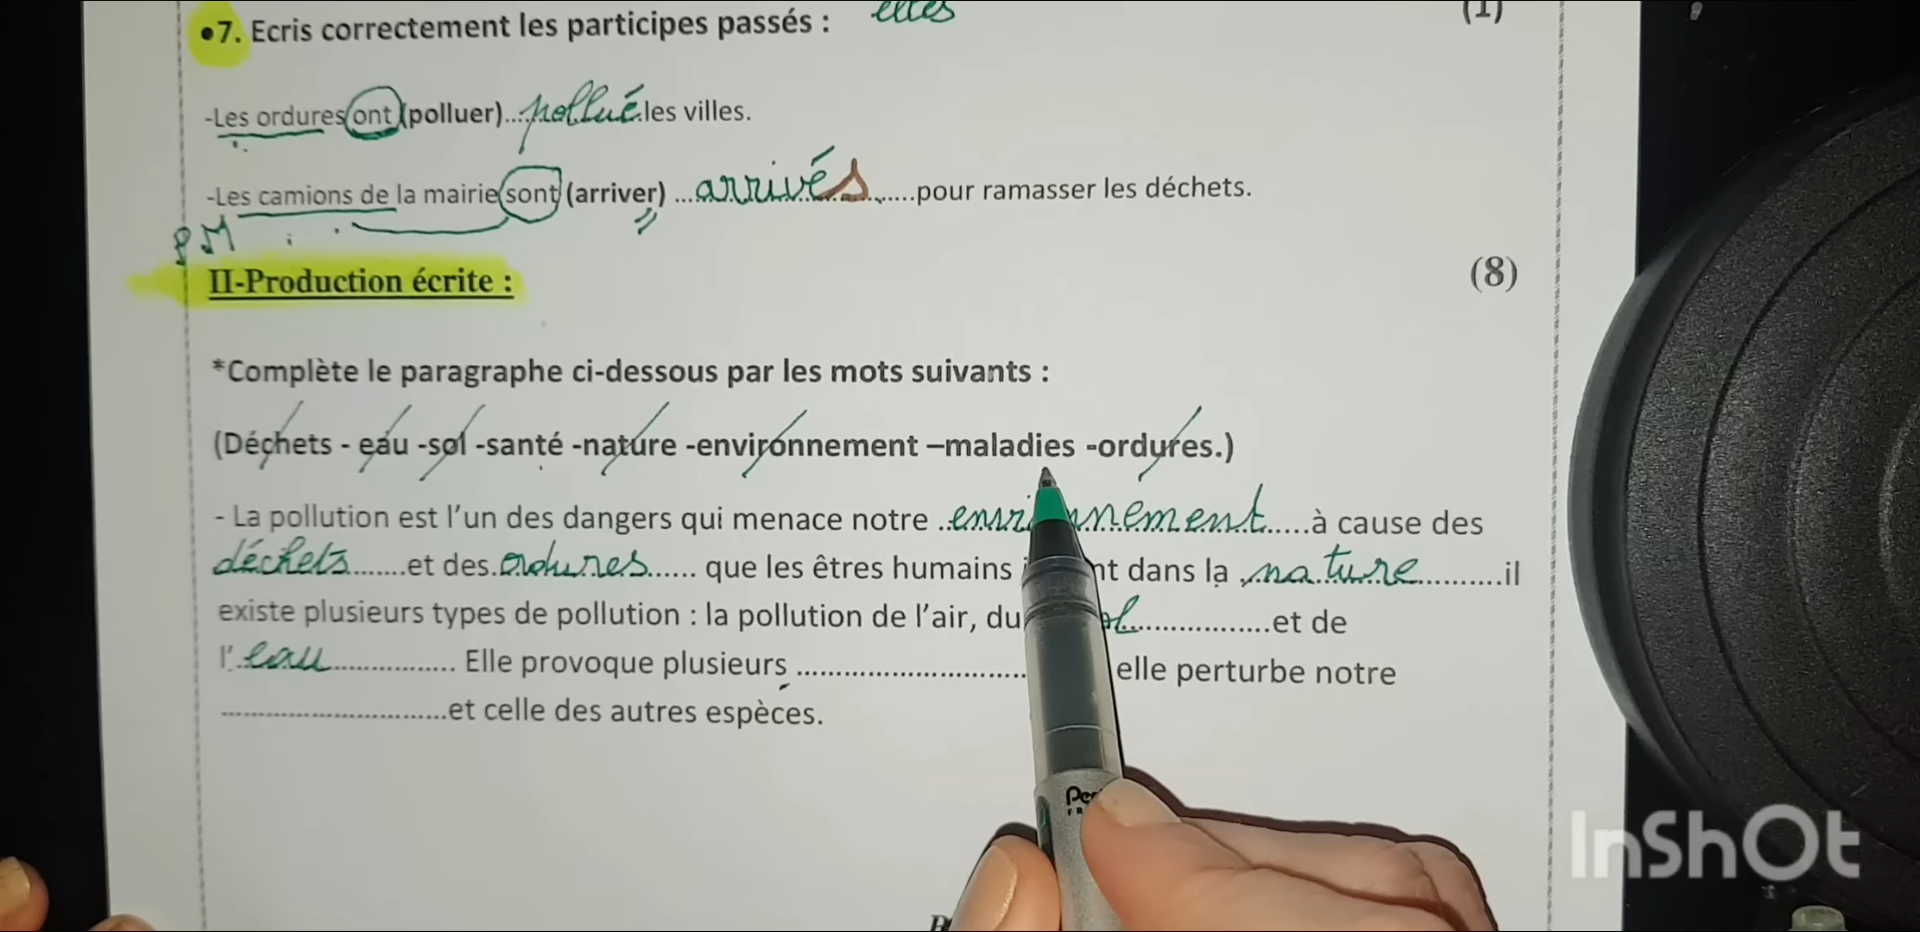 elles
(1)
•7. Ecris correctement les participes passés :
-Les ordures ont (polluer)...pollué.les villes.
-Les camions de la mairie sont (arriver) ...arrivés......pour ramasser les déchets.
PM
II-Production écrite :
(8)
*Complète le paragraphe ci-dessous par les mots suivants :
(Déchets - eau -sol -santé -nature -environnement –maladies -ordures.)
- La pollution est l'un des dangers qui menace notre ..environnement.....à cause des
déchets.......et des.ordures...... que les êtres humains nt dans la .nature..........il
existe plusieurs types de pollution : la pollution de l'air, du ol................et de
l'.eau.............. Elle provoque plusieurs ......................... elle perturbe notre
.........................et celle des autres espèces.
InShOt